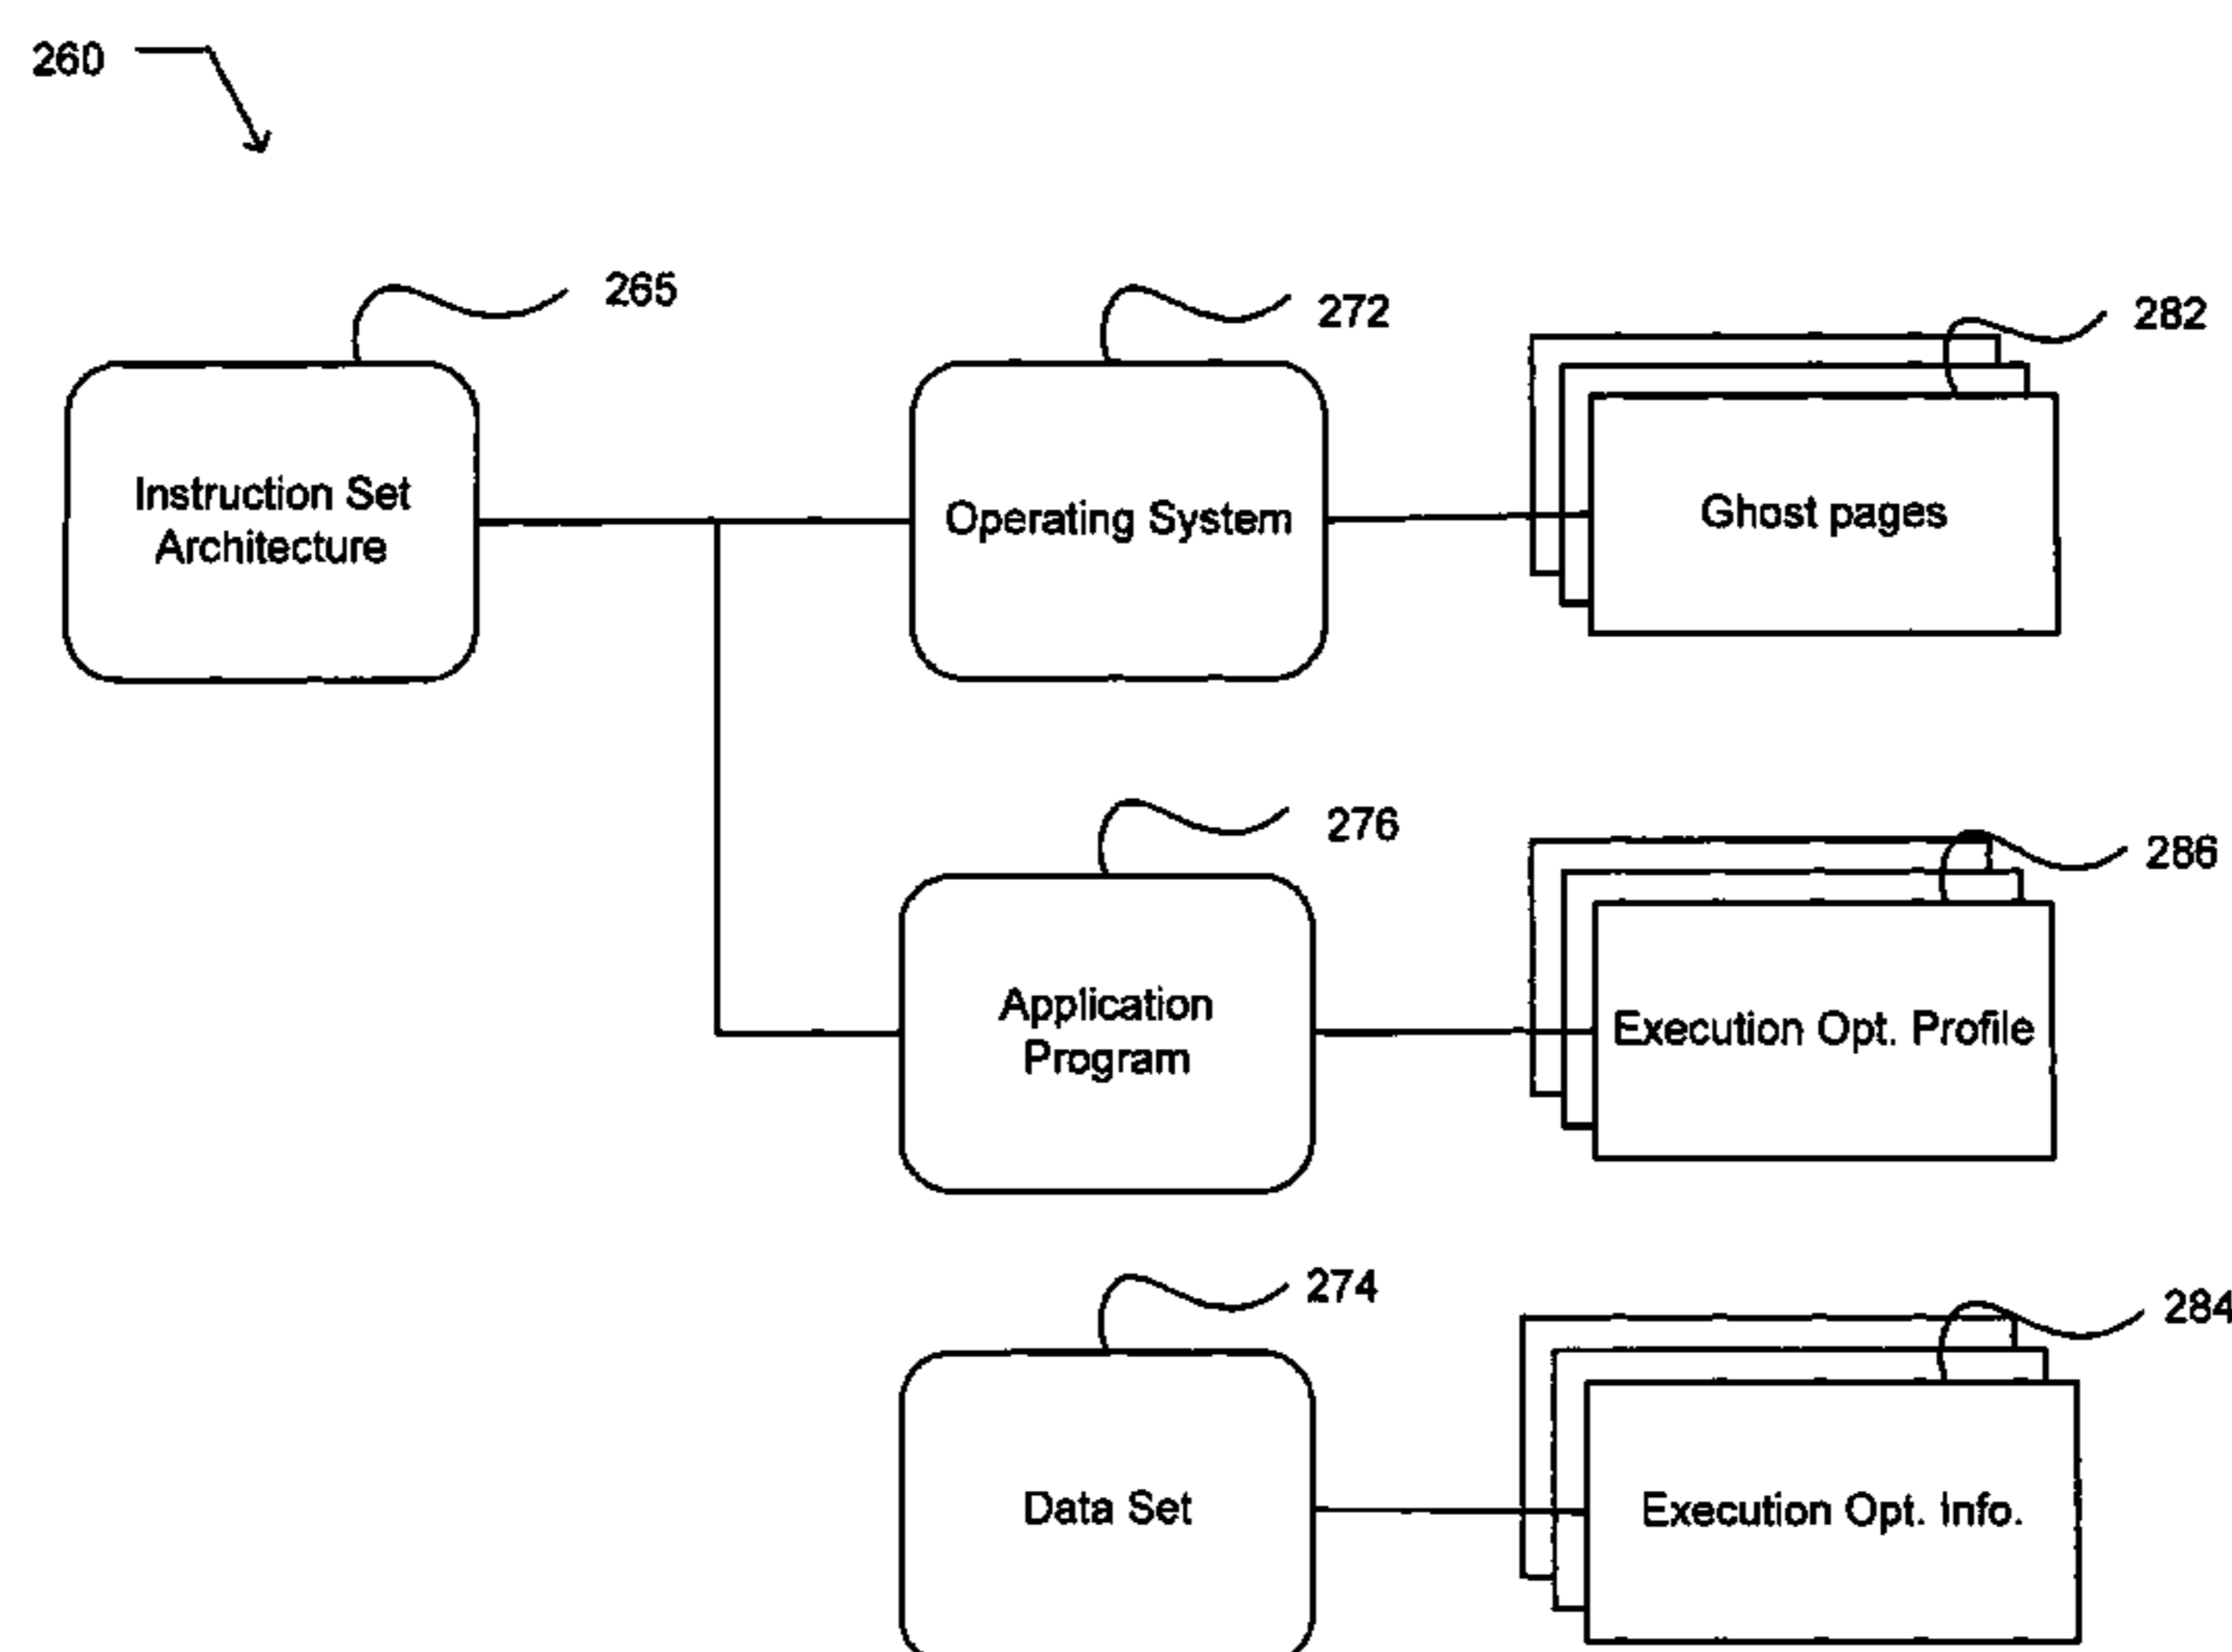 260
265
272
282
Instruction Set
Architecture
Operating System
Ghost pages
276
286
Application
Program
Execution Opt. Profile
274
284
Data Set
Execution Opt. Info.